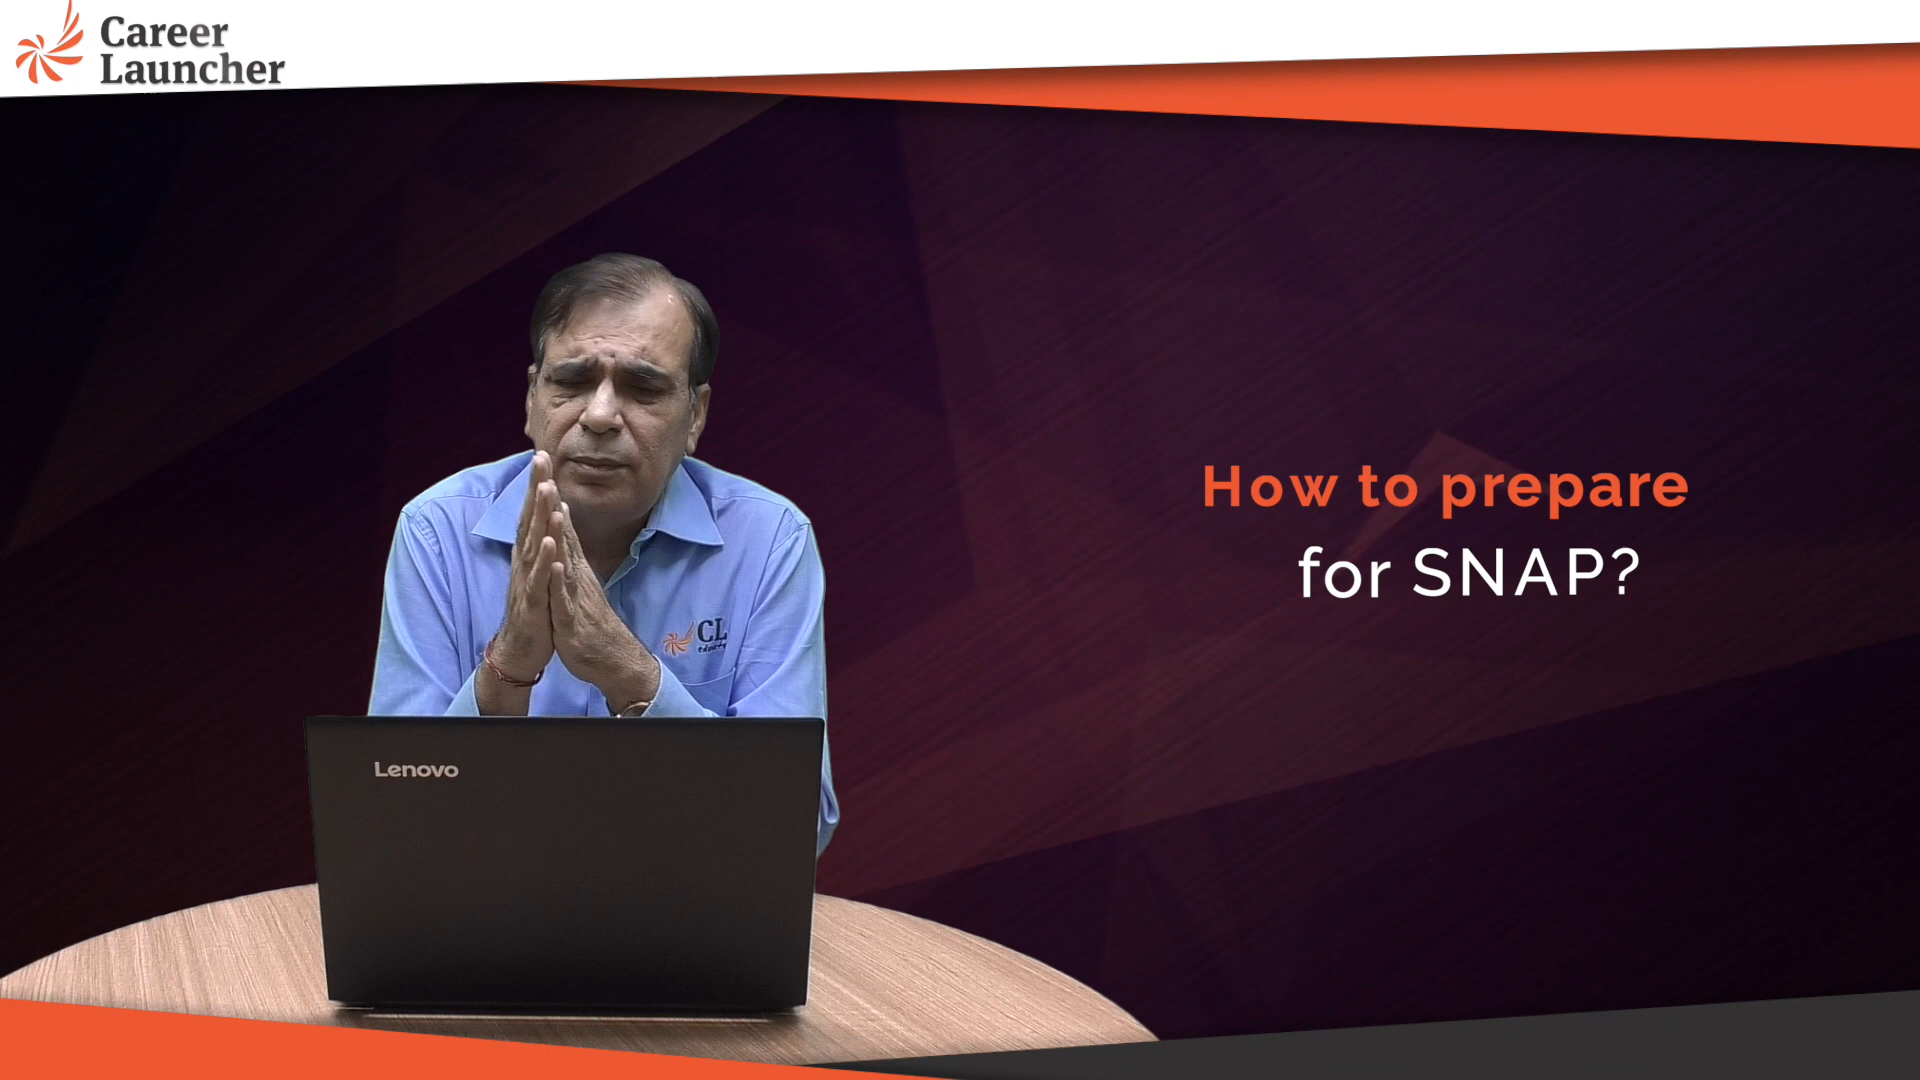 Career
Launcher
How to prepare
for SNAP?
CL
Lenovo